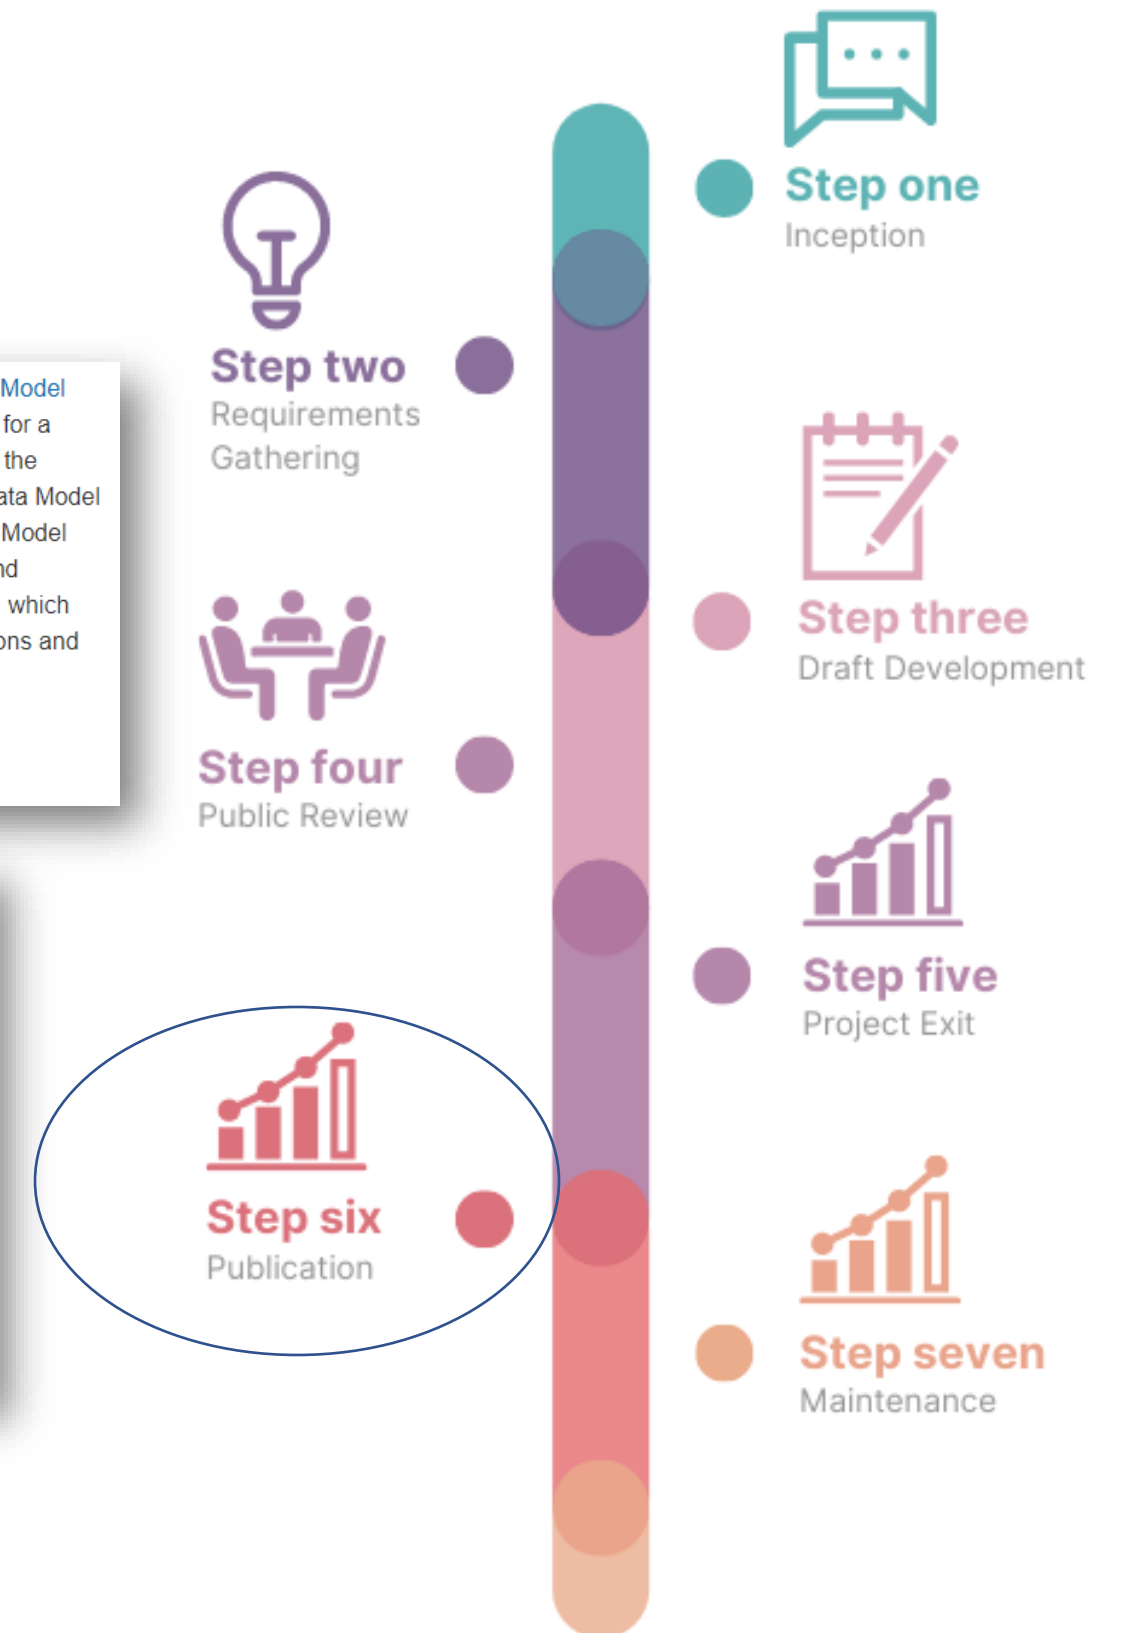 Model
for a
the
ata Model
Model
nd
which
ons and
Step one
Inception
Step two
Requirements
Gathering
Step three
Draft Development
Step four
Public Review
Step five
Project Exit
Step six
Publication
Step seven
Maintenance